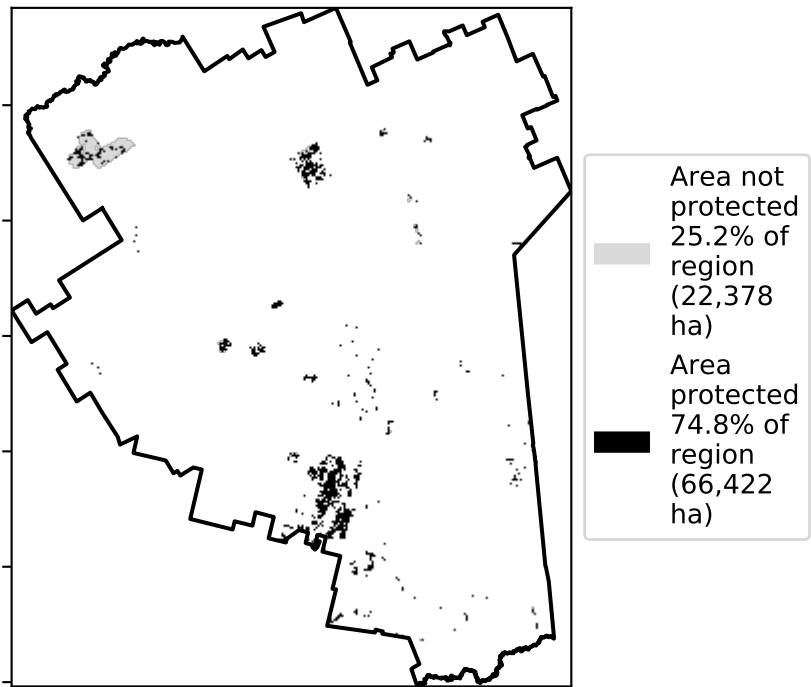 Area not
protected
25.2% of
region
(22,378
ha)
Area
protected
74.8% of
region
(66,422
ha)